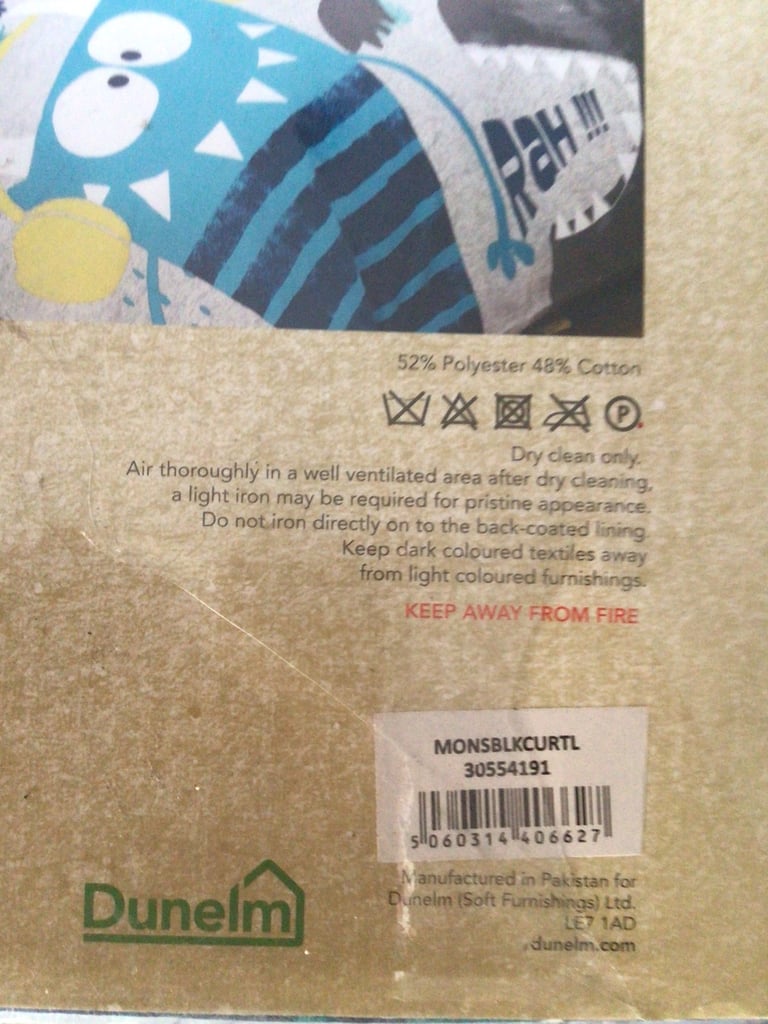 RaH !!!
52% Polyester 48% Cotton
P
Dry clean only.
Air thoroughly in a well ventilated area after dry cleaning,
a light iron may be required for pristine appearance.
Do not iron directly on to the back-coated lining
Keep dark coloured textiles away
from light coloured furnishings.
KEEP AWAY FROM FIRE
MONSBLKCURTL
30554191
5 060314 406627
Manufactured in Pakistan for
Dunelm (Soft Furnishings) Ltd.
LE7 1AD
dunelm.com
Dunelm